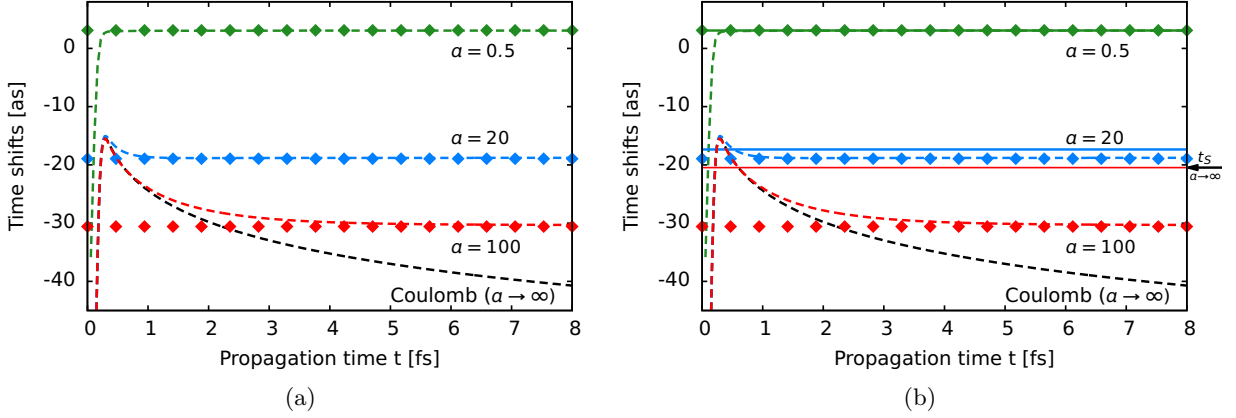 Time shifts [as]
0
-10
-20
-30
-40
a = 0.5
a = 20
a = 100
Coulomb (a → ∞)
0 1 2 3 4 5 6 7 8
Propagation time t [fs]
(a)
Time shifts [as]
0
-10
-20
-30
-40
a = 0.5
a = 20
t_S
a→∞
a = 100
Coulomb (a → ∞)
0 1 2 3 4 5 6 7 8
Propagation time t [fs]
(b)